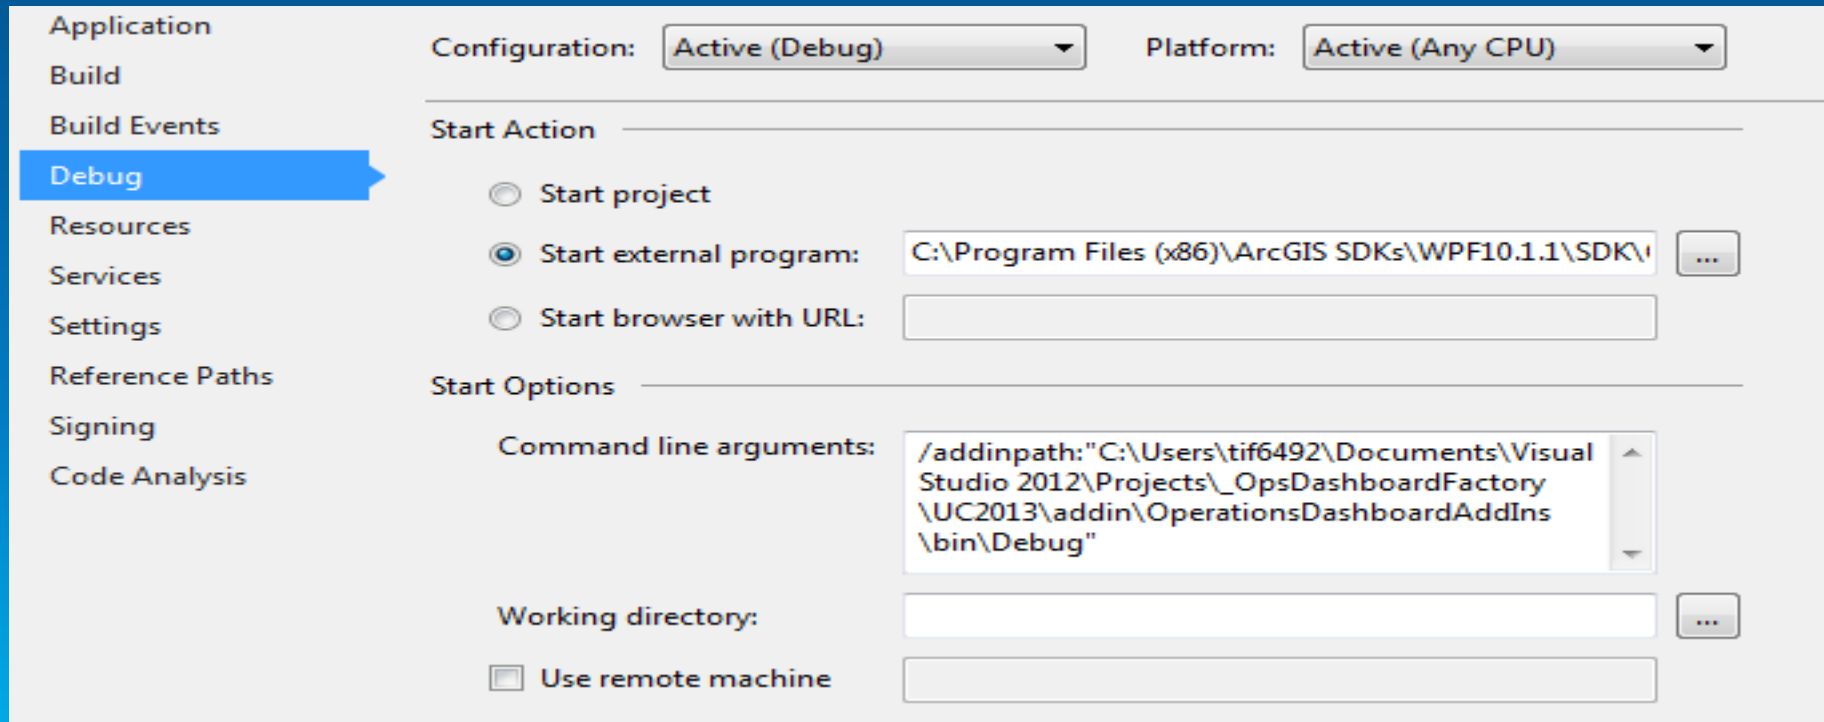 Application
Build
Build Events
Debug
Resources
Services
Settings
Reference Paths
Signing
Code Analysis
Configuration: Active (Debug) Platform: Active (Any CPU)
Start Action
Start project
Start external program: C:\Program Files (x86)\ArcGIS SDKs\WPF10.1.1\SDK\ ...
Start browser with URL:
Start Options
Command line arguments: /addinpath:"C:\Users\tif6492\Documents\Visual
Studio 2012\Projects\_OpsDashboardFactory
\UC2013\addin\OperationsDashboardAddIns
\bin\Debug"
Working directory: ...
Use remote machine